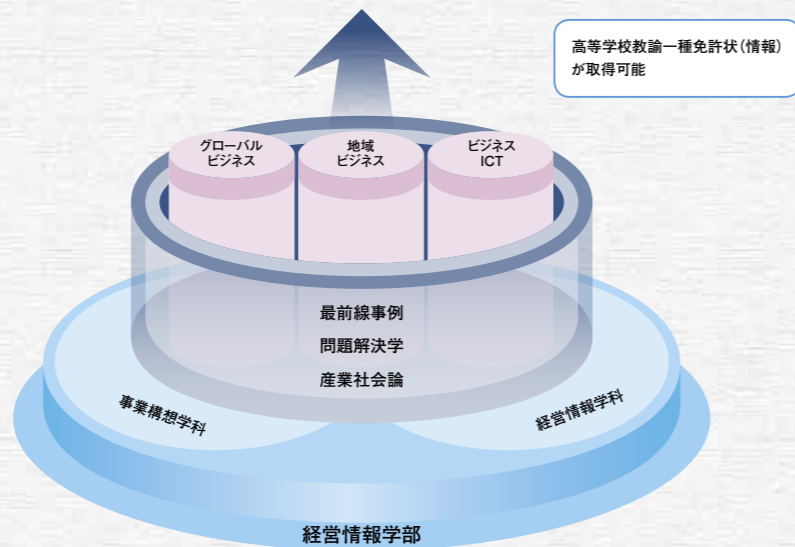 高等学校教諭一種免許状(情報)
が取得可能
グローバル
ビジネス
地域
ビジネス
ビジネス
ICT
最前線事例
問題解決学
産業社会論
事業構想学科
経営情報学科
経営情報学部